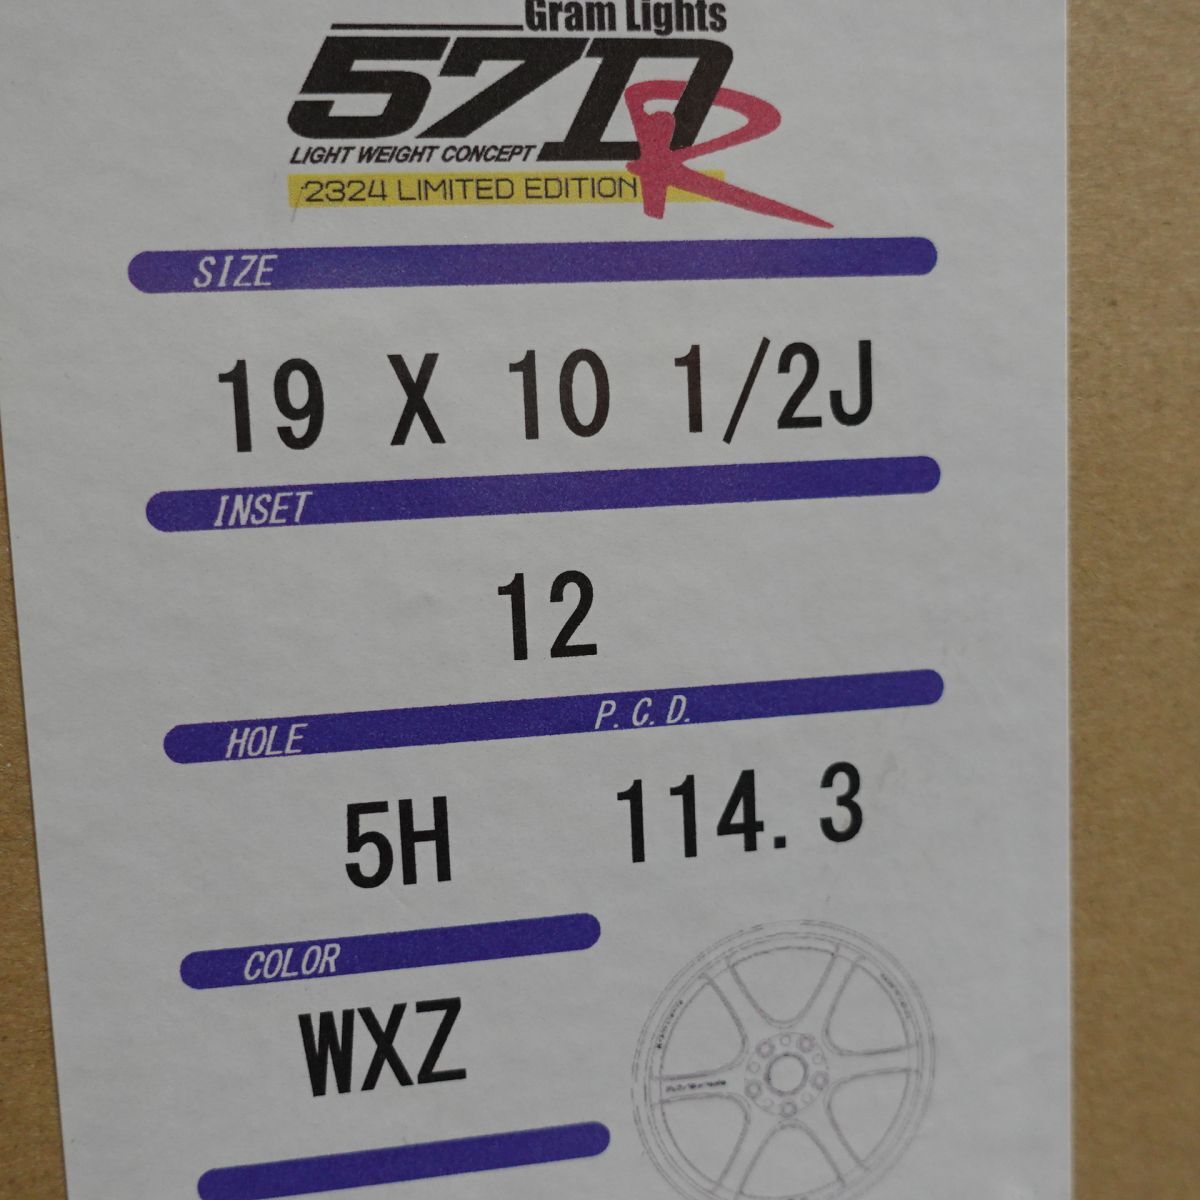 Gram Lights
57DR
LIGHT WEIGHT CONCEPT
2324 LIMITED EDITION
SIZE
19 X 10 1/2J
INSET
12
HOLE P.C.D.
5H 114.3
COLOR
WXZ